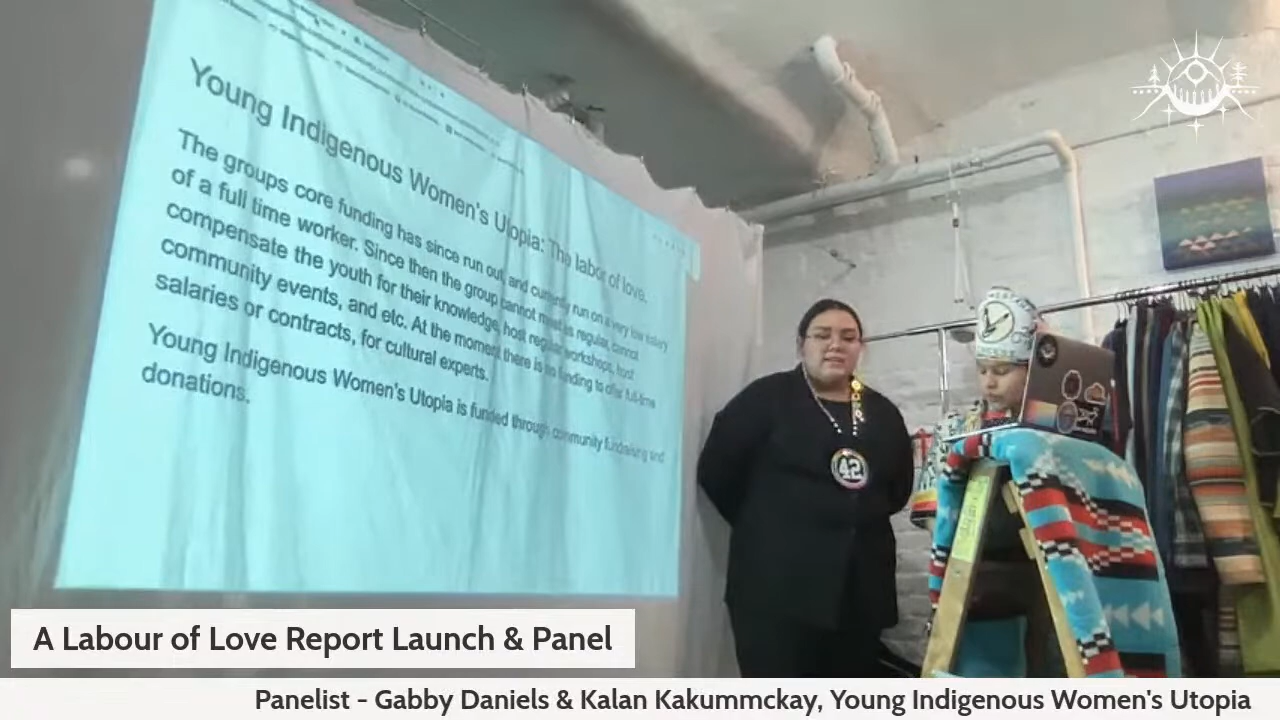 Young Indigenous Women's Utopia: The labor of love.
The groups core funding has since run out, and currently run on a very low salary
of a full time worker. Since then the group cannot meet as regular, cannot
compensate the youth for their knowledge, host regular workshops, host
community events, and etc. At the moment there is no funding to offer full-time
salaries or contracts, for cultural experts.
Young Indigenous Women's Utopia is funded through community fundraising and
donations.
42
A Labour of Love Report Launch & Panel
Panelist - Gabby Daniels & Kalan Kakummckay, Young Indigenous Women's Utopia